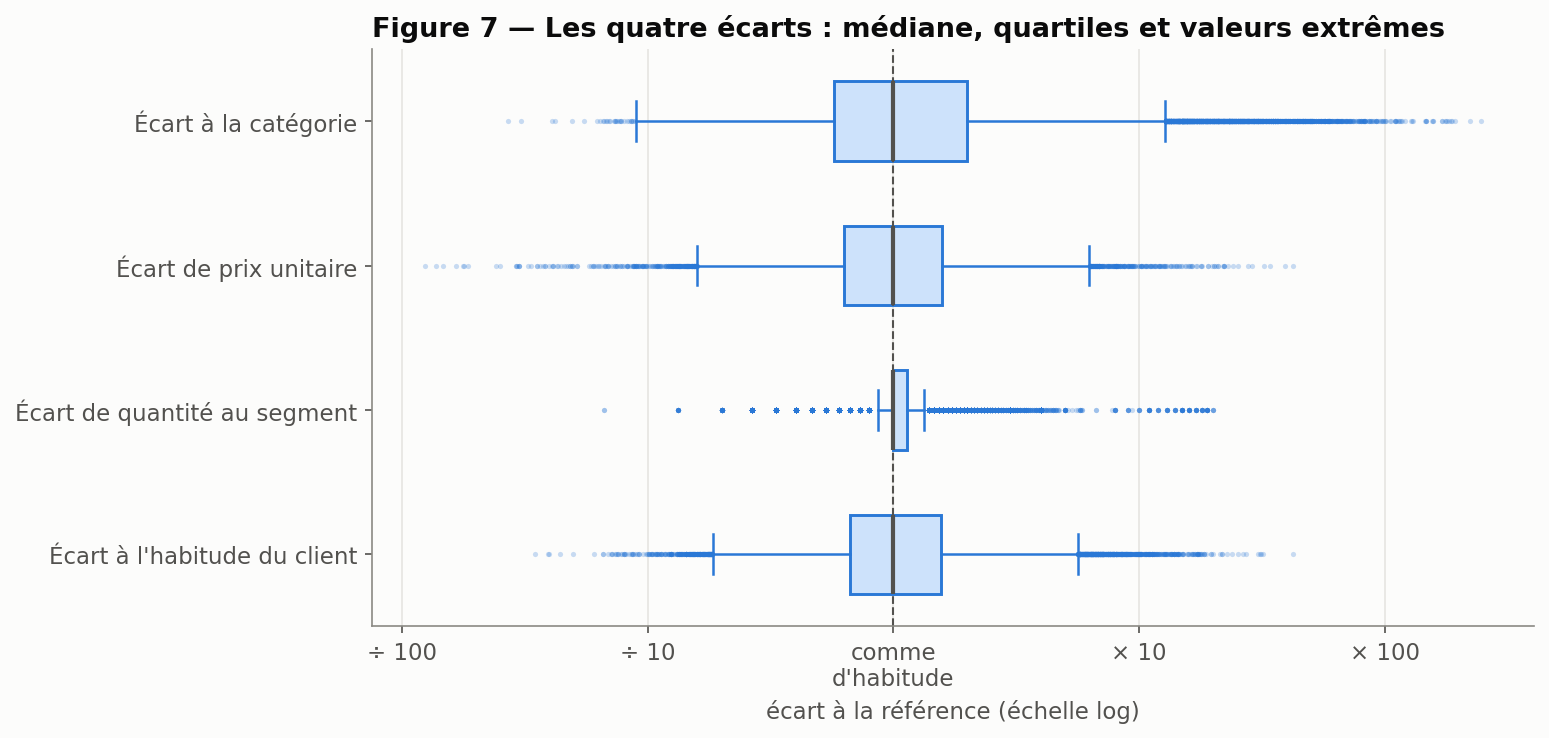 Figure 7 — Les quatre écarts : médiane, quartiles et valeurs extrêmes
Écart à la catégorie
Écart de prix unitaire
Écart de quantité au segment
Écart à l'habitude du client
÷ 100
÷ 10
comme
d'habitude
× 10
× 100
écart à la référence (échelle log)